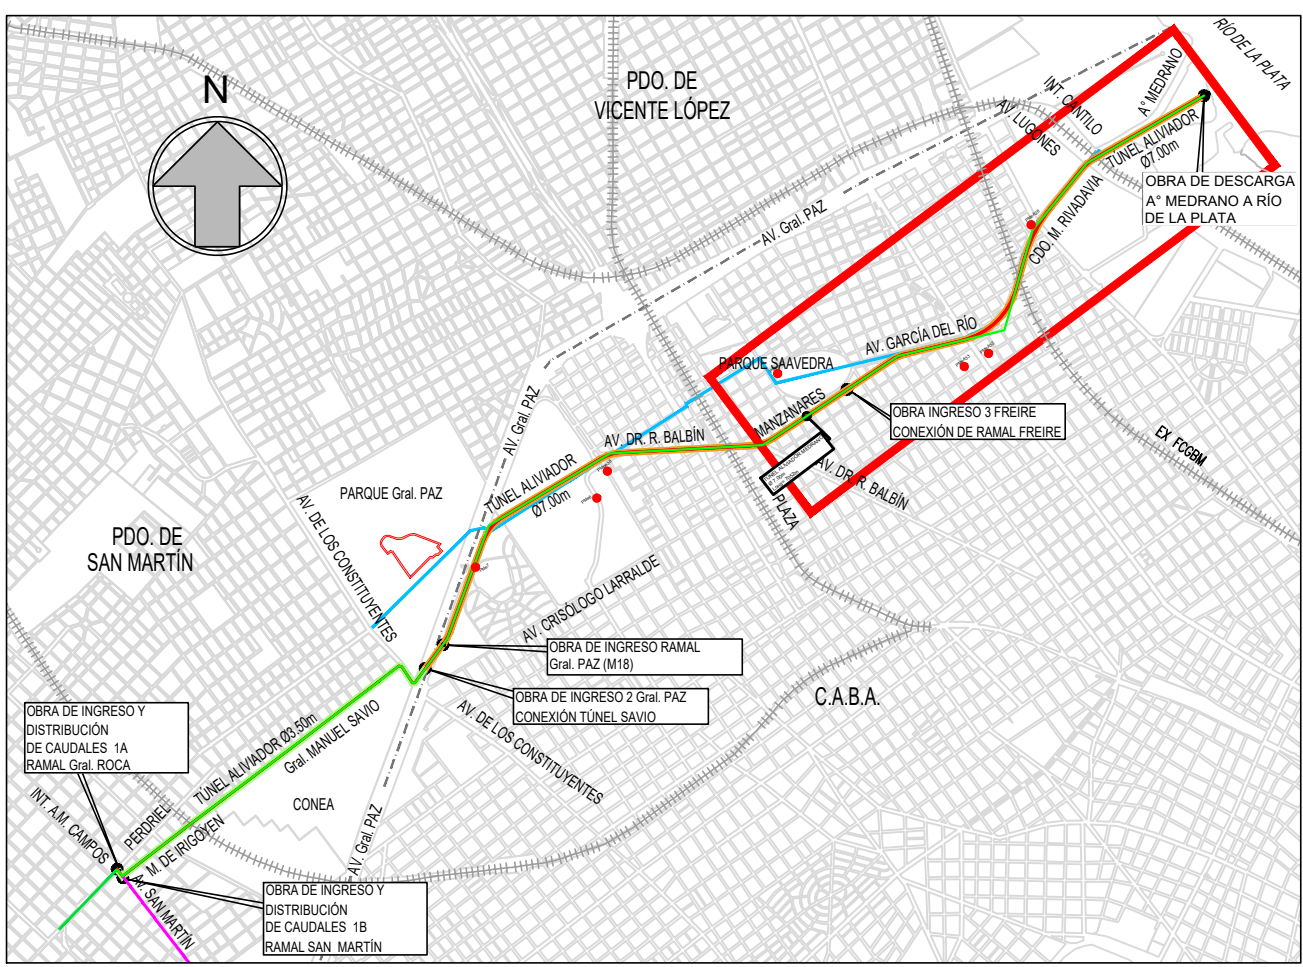 RÍO DE LA PLATA
N
PDO. DE
VICENTE LÓPEZ
INT. CANTILO
A° MEDRANO
AV. LUGONES
TÚNEL ALIVIADOR
Ø7.00m
OBRA DE DESCARGA
A° MEDRANO A RÍO
DE LA PLATA
AV. Gral. PAZ
CDO. M. RIVADAVIA
AV. GARCÍA DEL RÍO
PARQUE SAAVEDRA
MANZANARES
OBRA INGRESO 3 FREIRE
CONEXIÓN DE RAMAL FREIRE
EX FCGBM
AV. Gral. PAZ
AV. DR. R. BALBÍN
AV. DR. R. BALBÍN
PLAZA
TÚNEL ALIVIADOR
Ø7.00m
PARQUE Gral. PAZ
AV. DE LOS CONSTITUYENTES
PDO. DE
SAN MARTÍN
AV. CRISÓLOGO LARRALDE
OBRA DE INGRESO RAMAL
Gral. PAZ (M18)
OBRA DE INGRESO 2 Gral. PAZ
CONEXIÓN TÚNEL SAVIO
C.A.B.A.
AV. DE LOS CONSTITUYENTES
OBRA DE INGRESO Y
DISTRIBUCIÓN
DE CAUDALES 1A
RAMAL Gral. ROCA
TÚNEL ALIVIADOR Ø3.50m
Gral. MANUEL SAVIO
CONEA
PERDRIEL
INT. A.M. CAMPOS
M. DE IRIGOYEN
AV. Gral. PAZ
AV. SAN MARTÍN
OBRA DE INGRESO Y
DISTRIBUCIÓN
DE CAUDALES 1B
RAMAL SAN MARTÍN